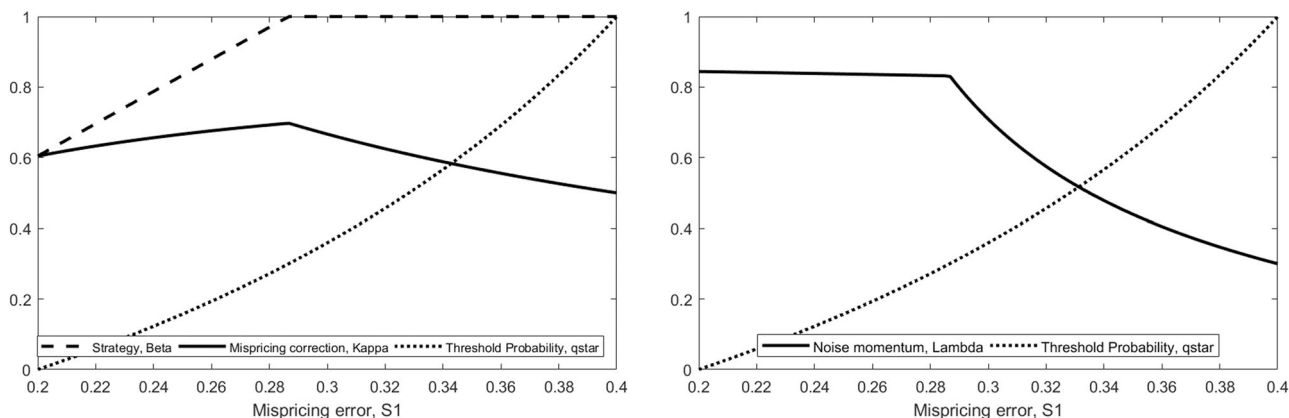 1
0.8
0.6
0.4
0.2
0
Strategy, Beta Mispricing correction, Kappa Threshold Probability, qstar
0.2 0.22 0.24 0.26 0.28 0.3 0.32 0.34 0.36 0.38 0.4
Mispricing error, S1
1
0.8
0.6
0.4
0.2
0
Noise momentum, Lambda Threshold Probability, qstar
0.2 0.22 0.24 0.26 0.28 0.3 0.32 0.34 0.36 0.38 0.4
Mispricing error, S1